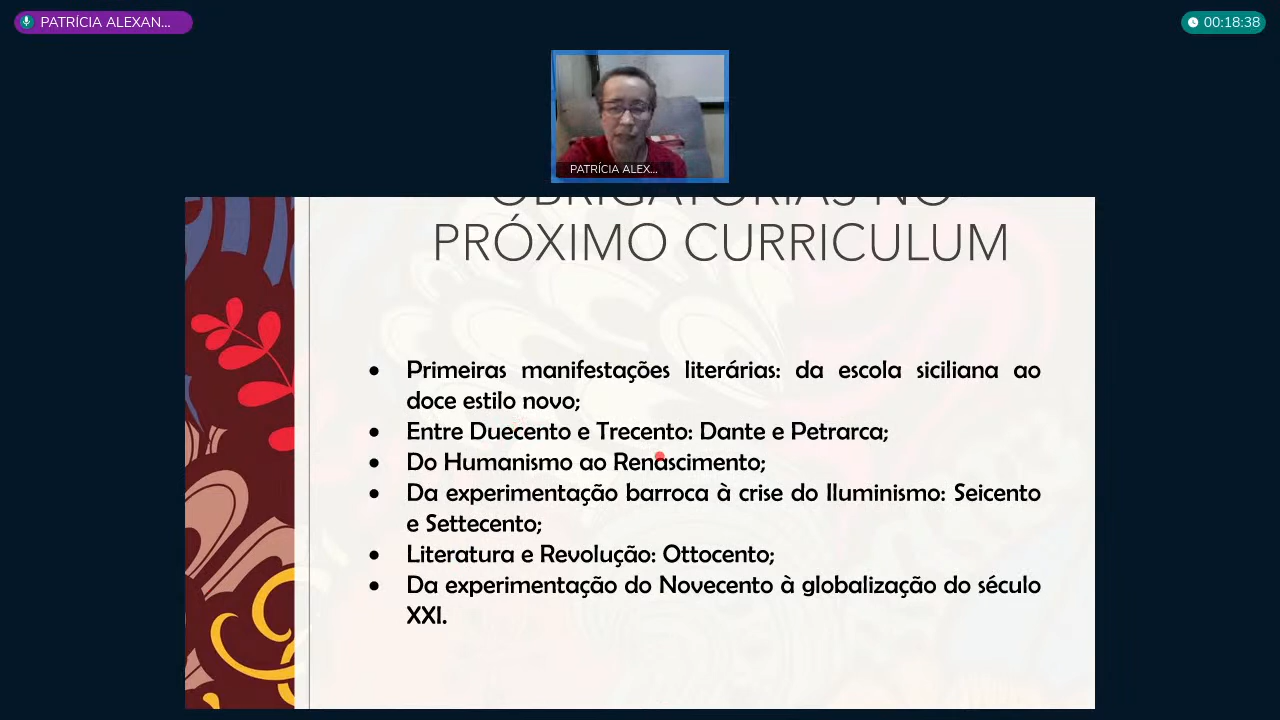 PATRÍCIA ALEXAN...
00:18:38
PATRÍCIA ALEX...
OBRIGATÓRIAS NO
PRÓXIMO CURRICULUM
• Primeiras manifestações literárias: da escola siciliana ao
doce estilo novo;
• Entre Duecento e Trecento: Dante e Petrarca;
• Do Humanismo ao Renascimento;
• Da experimentação barroca à crise do Iluminismo: Seicento
e Settecento;
• Literatura e Revolução: Ottocento;
• Da experimentação do Novecento à globalização do século
XXI.